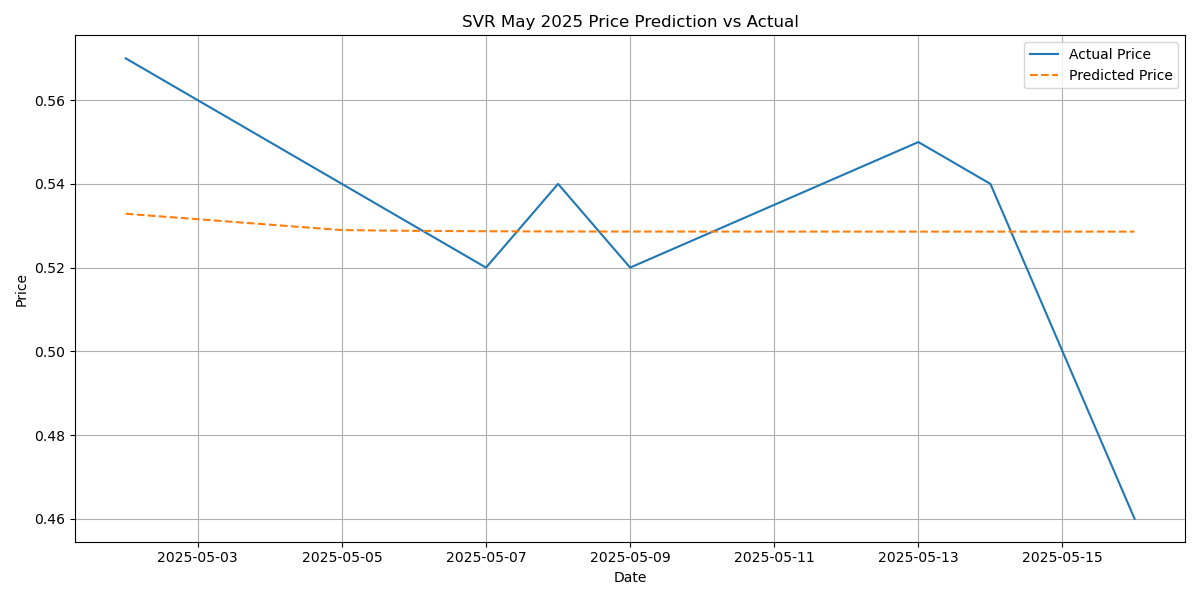 SVR May 2025 Price Prediction vs Actual
Actual Price
Predicted Price
Price
0.56
0.54
0.52
0.50
0.48
0.46
2025-05-03 2025-05-05 2025-05-07 2025-05-09 2025-05-11 2025-05-13 2025-05-15
Date